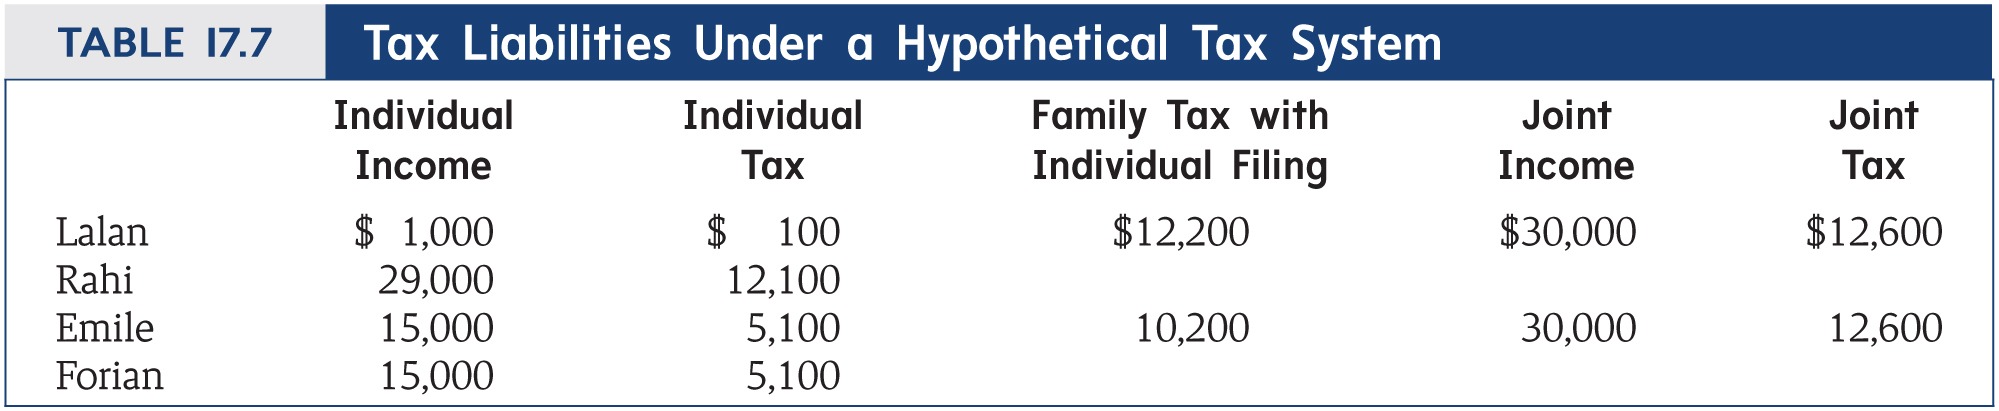 TABLE 17.7 Tax Liabilities Under a Hypothetical Tax System
Individual Individual Family Tax with Joint Joint
Income Tax Individual Filing Income Tax
Lalan $ 1,000 $ 100 $12,200 $30,000 $12,600
Rahi 29,000 12,100
Emile 15,000 5,100 10,200 30,000 12,600
Forian 15,000 5,100